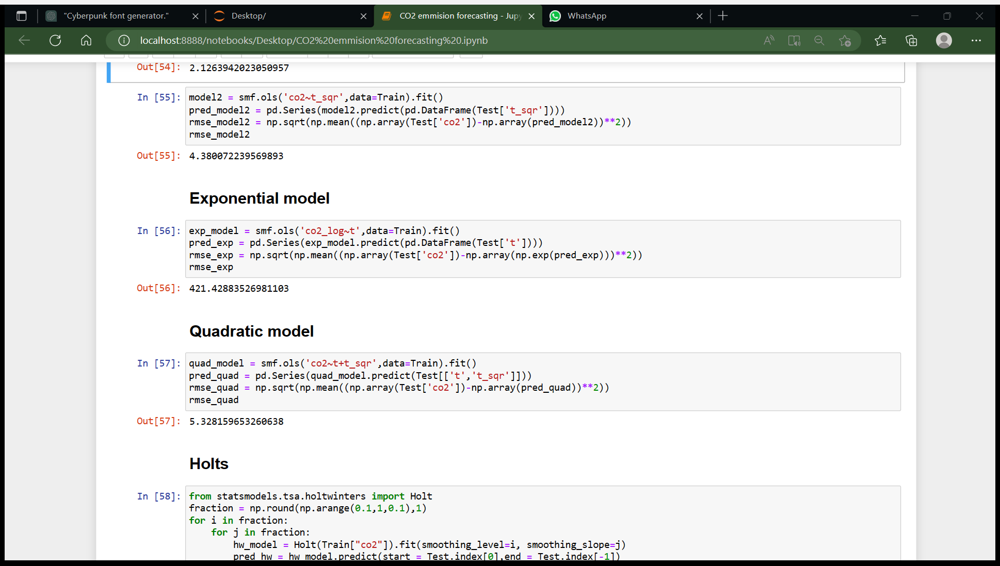 "Cyberpunk font generator."
Desktop/
CO2 emmision forecasting - Jupy
WhatsApp
localhost:8888/notebooks/Desktop/CO2%20emmision%20forecasting%20.ipynb
Out[54]: 2.1263942023050957
In [55]: model2 = smf.ols('co2~t_sqr',data=Train).fit()
pred_model2 = pd.Series(model2.predict(pd.DataFrame(Test['t_sqr'])))
rmse_model2 = np.sqrt(np.mean((np.array(Test['co2'])-np.array(pred_model2))**2))
rmse_model2
Out[55]: 4.380072239569893
Exponential model
In [56]: exp_model = smf.ols('co2_log~t',data=Train).fit()
pred_exp = pd.Series(exp_model.predict(pd.DataFrame(Test['t'])))
rmse_exp = np.sqrt(np.mean((np.array(Test['co2'])-np.array(np.exp(pred_exp)))**2))
rmse_exp
Out[56]: 421.42883526981103
Quadratic model
In [57]: quad_model = smf.ols('co2~t+t_sqr',data=Train).fit()
pred_quad = pd.Series(quad_model.predict(Test[['t','t_sqr']]))
rmse_quad = np.sqrt(np.mean((np.array(Test['co2'])-np.array(pred_quad))**2))
rmse_quad
Out[57]: 5.328159653260638
Holts
In [58]: from statsmodels.tsa.holtwinters import Holt
fraction = np.round(np.arange(0.1,1,0.1),1)
for i in fraction:
    for j in fraction:
        hw_model = Holt(Train["co2"]).fit(smoothing_level=i, smoothing_slope=j)
        pred_hw = hw_model.predict(start = Test.index[0],end = Test.index[-1])